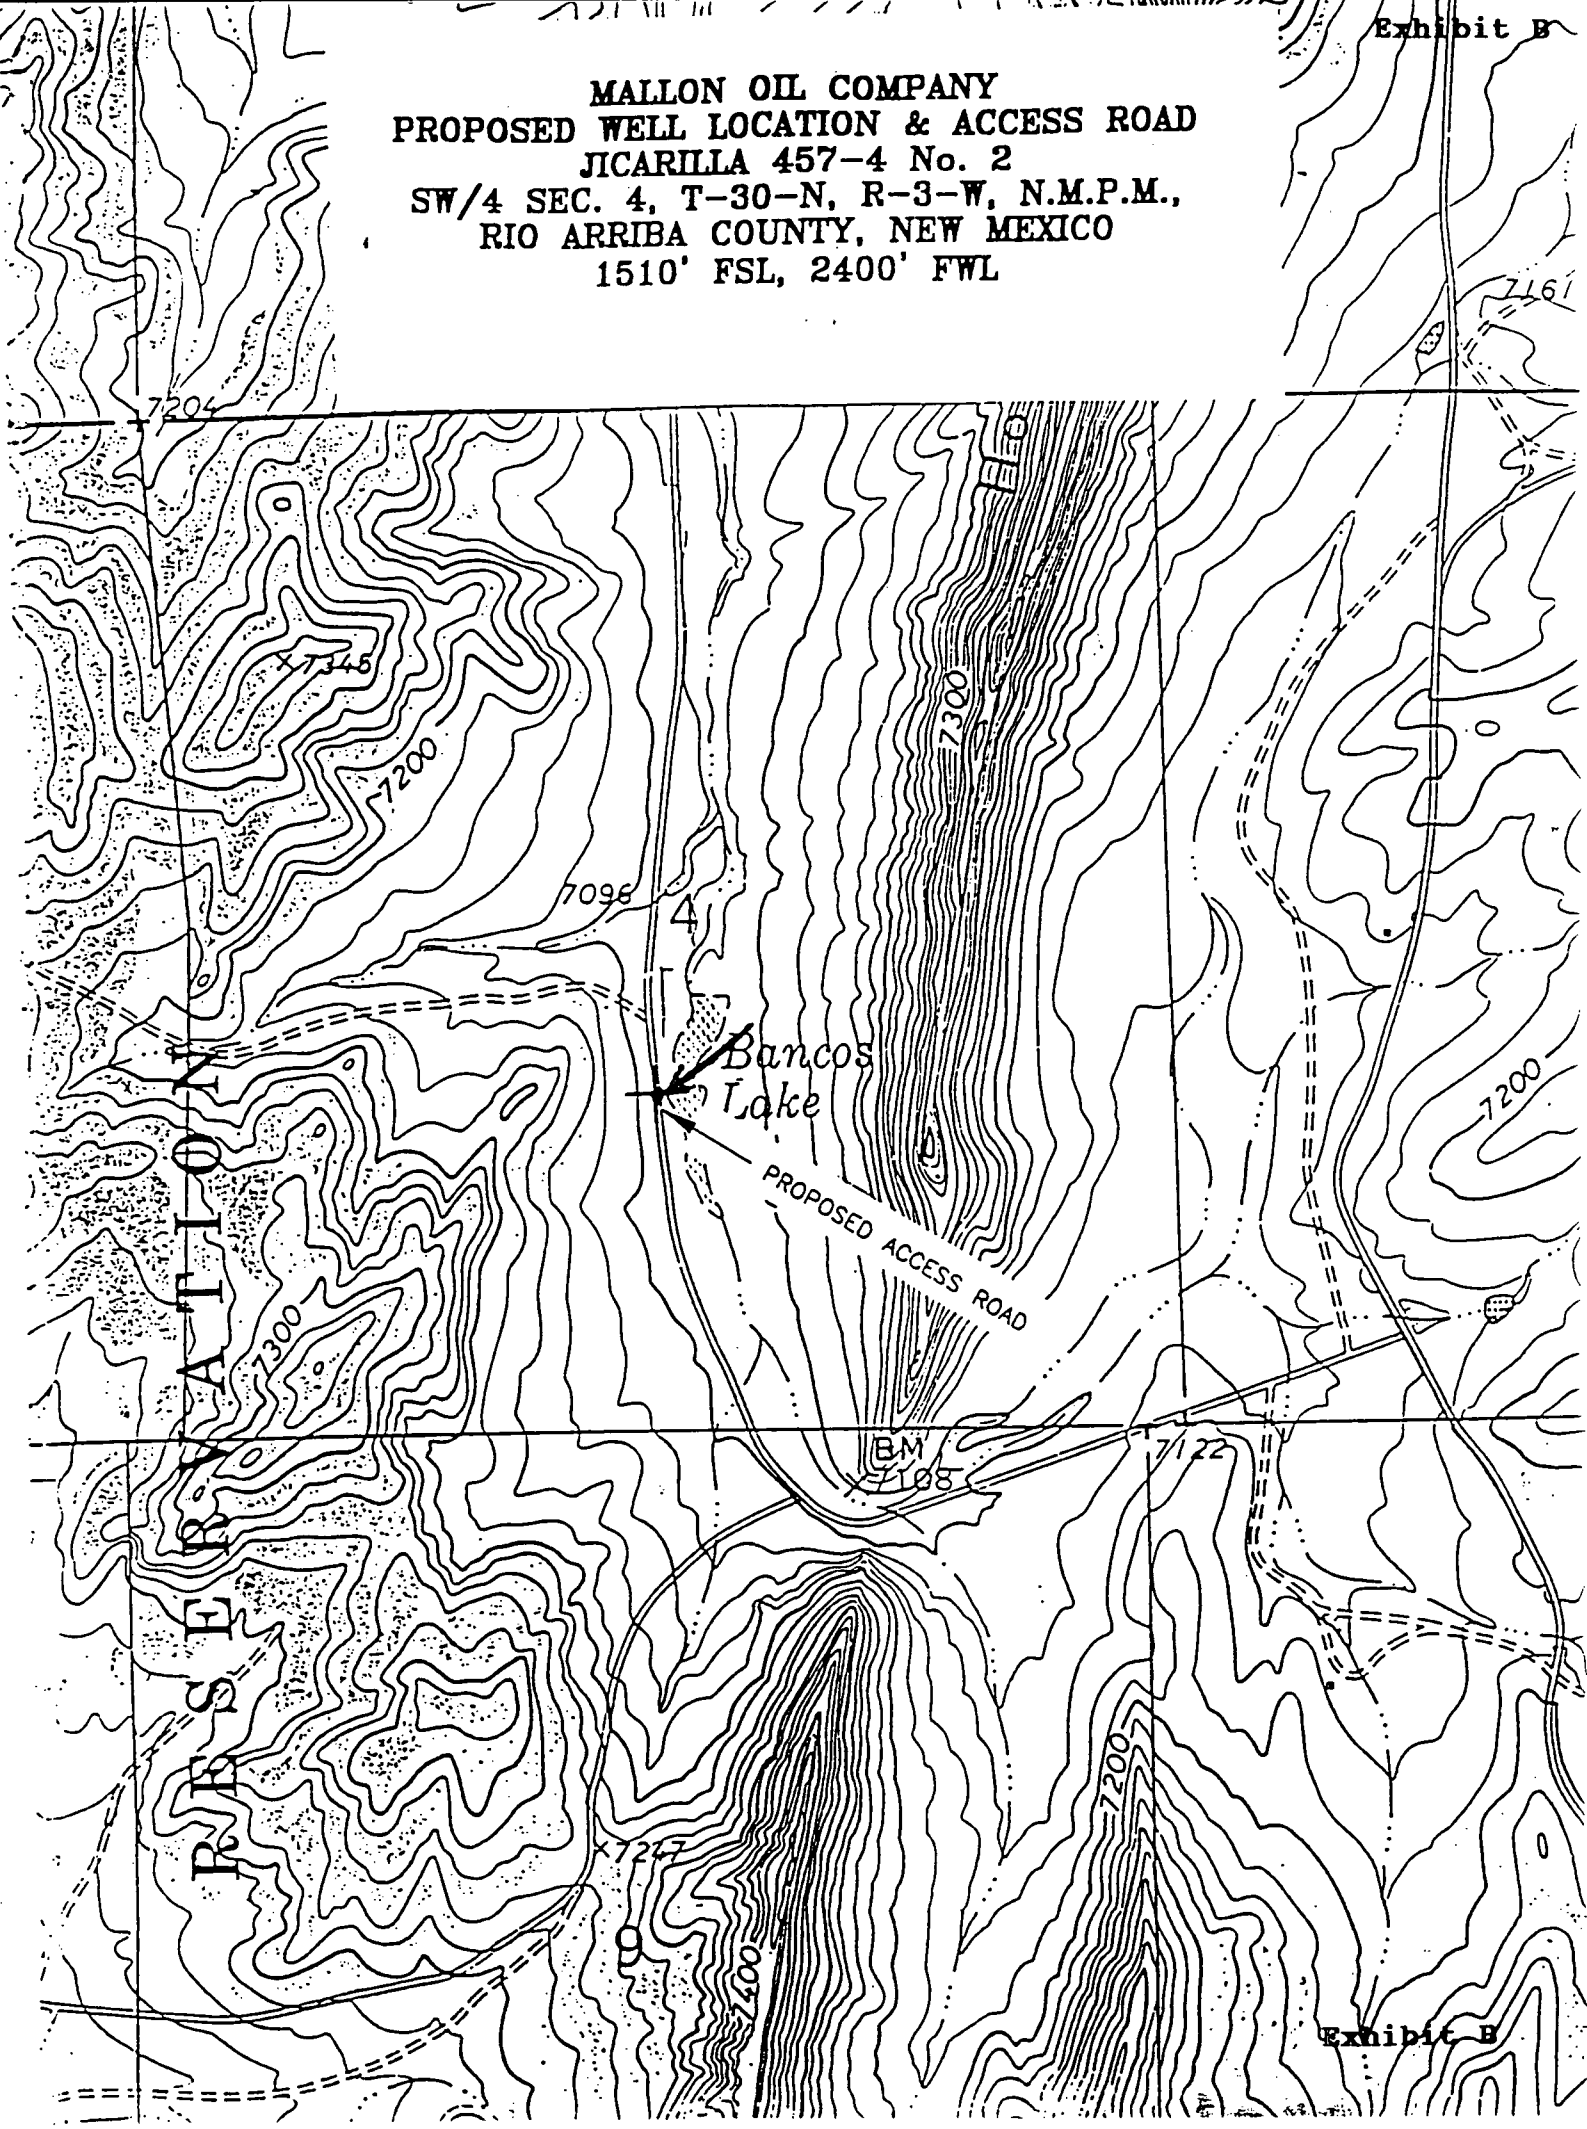 Exhibit B
MALLON OIL COMPANY
PROPOSED WELL LOCATION & ACCESS ROAD
JICARILLA 457-4 No. 2
SW/4 SEC. 4, T-30-N, R-3-W, N.M.P.M.,
RIO ARRIBA COUNTY, NEW MEXICO
1510' FSL, 2400' FWL
7161
7204
7300
7200
7096
4
Bancos
Lake
7200
PROPOSED ACCESS ROAD
RESERVATION
7300
BM
7108
7122
7200
7247
9
7400
Exhibit B